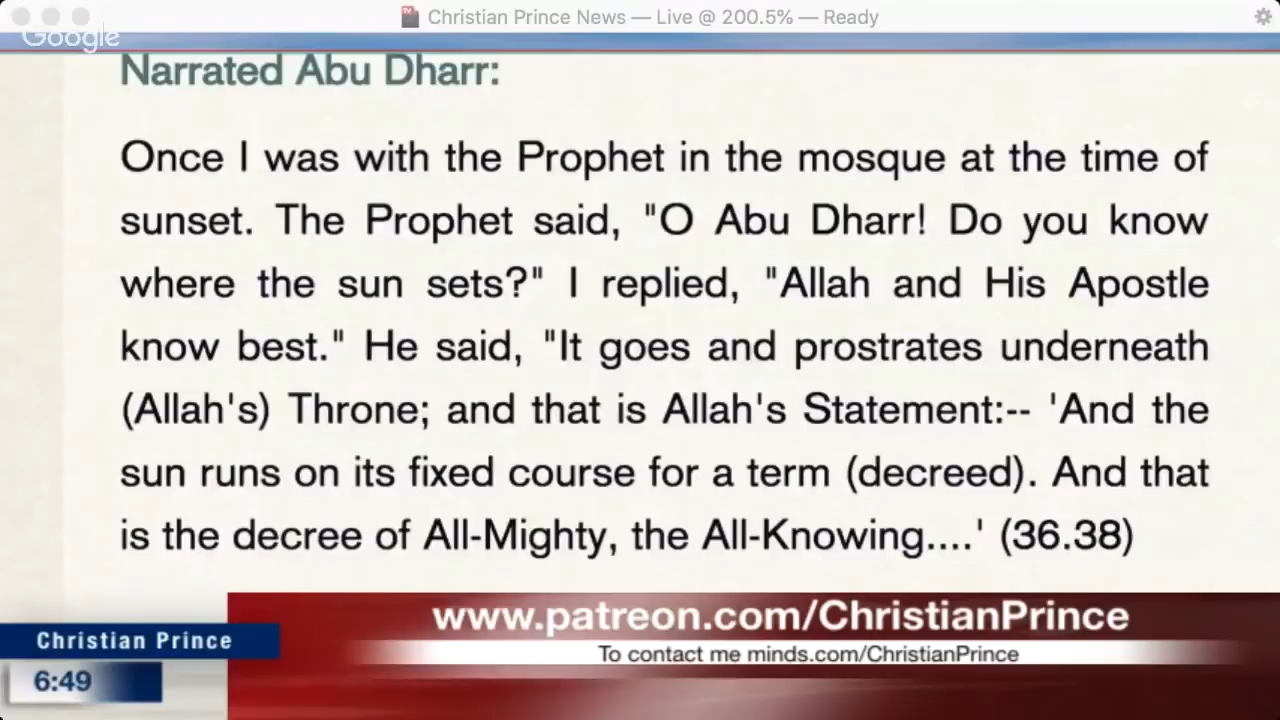 Christian Prince News — Live @ 200.5% — Ready
Google
Narrated Abu Dharr:
Once I was with the Prophet in the mosque at the time of
sunset. The Prophet said, "O Abu Dharr! Do you know
where the sun sets?" I replied, "Allah and His Apostle
know best." He said, "It goes and prostrates underneath
(Allah's) Throne; and that is Allah's Statement:-- 'And the
sun runs on its fixed course for a term (decreed). And that
is the decree of All-Mighty, the All-Knowing....' (36.38)
www.patreon.com/ChristianPrince
Christian Prince
To contact me minds.com/ChristianPrince
6:49